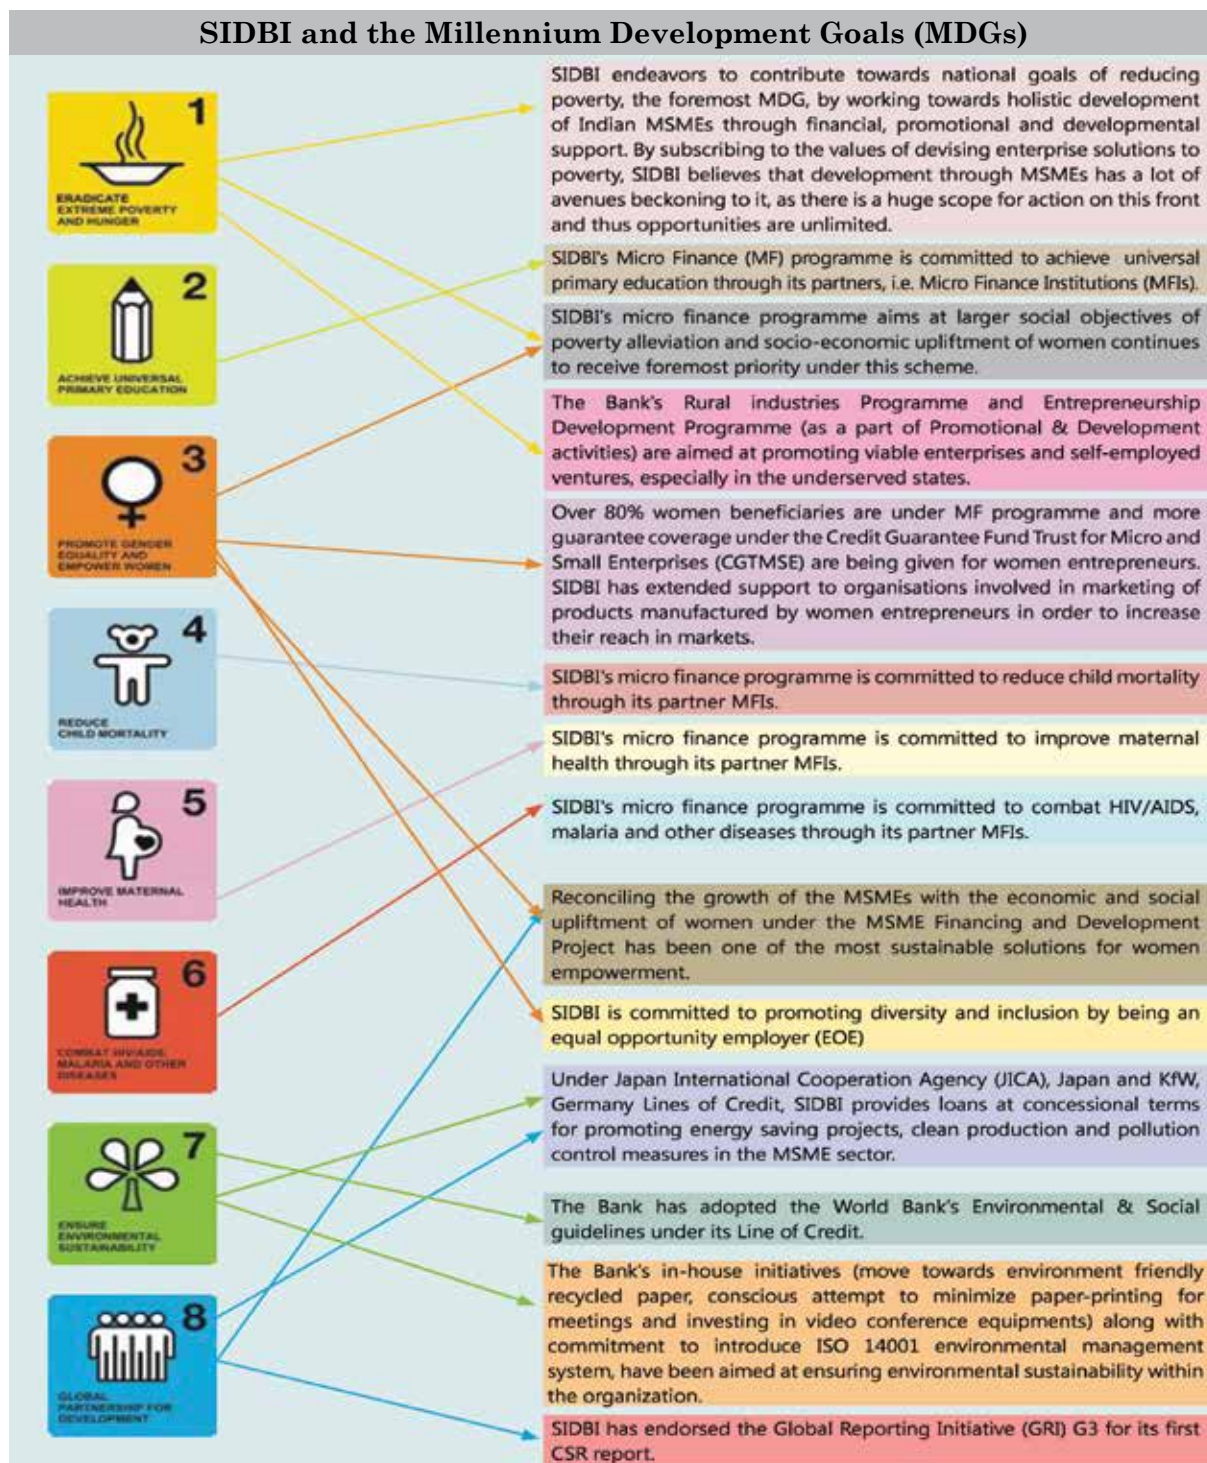 SIDBI and the Millennium Development Goals (MDGs)
1
ERADICATE
EXTREME POVERTY
AND HUNGER
2
ACHIEVE UNIVERSAL
PRIMARY EDUCATION
3
PROMOTE GENDER
EQUALITY AND
EMPOWER WOMEN
4
REDUCE
CHILD MORTALITY
5
IMPROVE MATERNAL
HEALTH
6
COMBAT HIV/AIDS,
MALARIA AND OTHER
DISEASES
7
ENSURE
ENVIRONMENTAL
SUSTAINABILITY
8
GLOBAL
PARTNERSHIP FOR
DEVELOPMENT
SIDBI endeavors to contribute towards national goals of reducing
poverty, the foremost MDG, by working towards holistic development
of Indian MSMEs through financial, promotional and developmental
support. By subscribing to the values of devising enterprise solutions to
poverty, SIDBI believes that development through MSMEs has a lot of
avenues beckoning to it, as there is a huge scope for action on this front
and thus opportunities are unlimited.
SIDBI's Micro Finance (MF) programme is committed to achieve universal
primary education through its partners, i.e. Micro Finance Institutions (MFIs).
SIDBI's micro finance programme aims at larger social objectives of
poverty alleviation and socio-economic upliftment of women continues
to receive foremost priority under this scheme.
The Bank's Rural industries Programme and Entrepreneurship
Development Programme (as a part of Promotional & Development
activities) are aimed at promoting viable enterprises and self-employed
ventures, especially in the underserved states.
Over 80% women beneficiaries are under MF programme and more
guarantee coverage under the Credit Guarantee Fund Trust for Micro and
Small Enterprises (CGTMSE) are being given for women entrepreneurs.
SIDBI has extended support to organisations involved in marketing of
products manufactured by women entrepreneurs in order to increase
their reach in markets.
SIDBI's micro finance programme is committed to reduce child mortality
through its partner MFIs.
SIDBI's micro finance programme is committed to improve maternal
health through its partner MFIs.
SIDBI's micro finance programme is committed to combat HIV/AIDS,
malaria and other diseases through its partner MFIs.
Reconciling the growth of the MSMEs with the economic and social
upliftment of women under the MSME Financing and Development
Project has been one of the most sustainable solutions for women
empowerment.
SIDBI is committed to promoting diversity and inclusion by being an
equal opportunity employer (EOE)
Under Japan International Cooperation Agency (JICA), Japan and KfW,
Germany Lines of Credit, SIDBI provides loans at concessional terms
for promoting energy saving projects, clean production and pollution
control measures in the MSME sector.
The Bank has adopted the World Bank's Environmental & Social
guidelines under its Line of Credit.
The Bank's in-house initiatives (move towards environment friendly
recycled paper, conscious attempt to minimize paper-printing for
meetings and investing in video conference equipments) along with
commitment to introduce ISO 14001 environmental management
system, have been aimed at ensuring environmental sustainability within
the organization.
SIDBI has endorsed the Global Reporting Initiative (GRI) G3 for its first
CSR report.